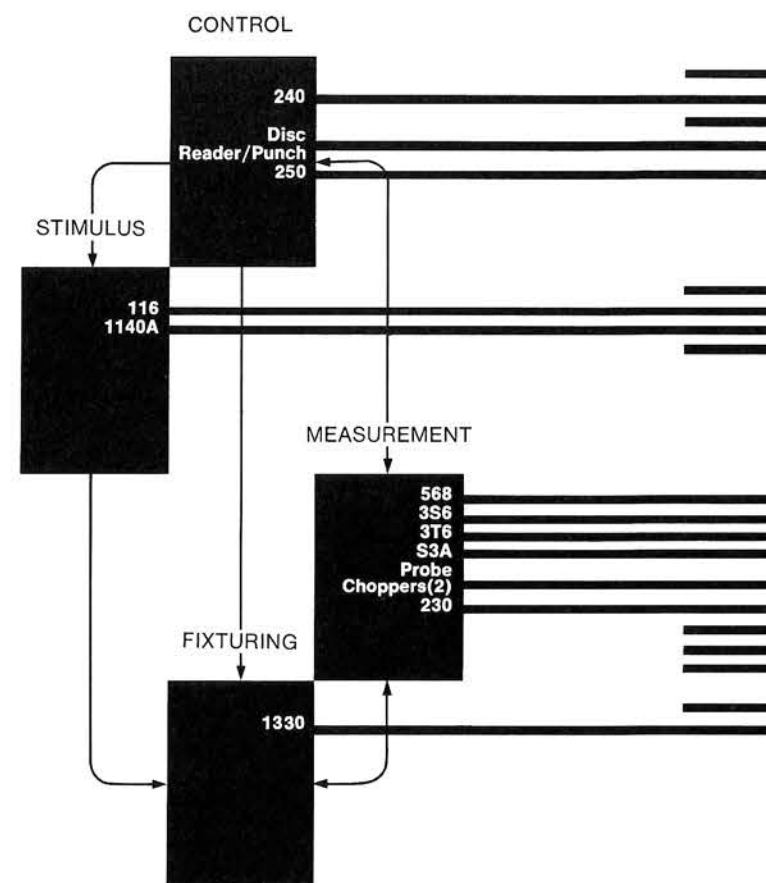 CONTROL
240
Disc
Reader/Punch
250
STIMULUS
116
1140A
MEASUREMENT
568
3S6
3T6
S3A
Probe
Choppers(2)
230
FIXTURING
1330